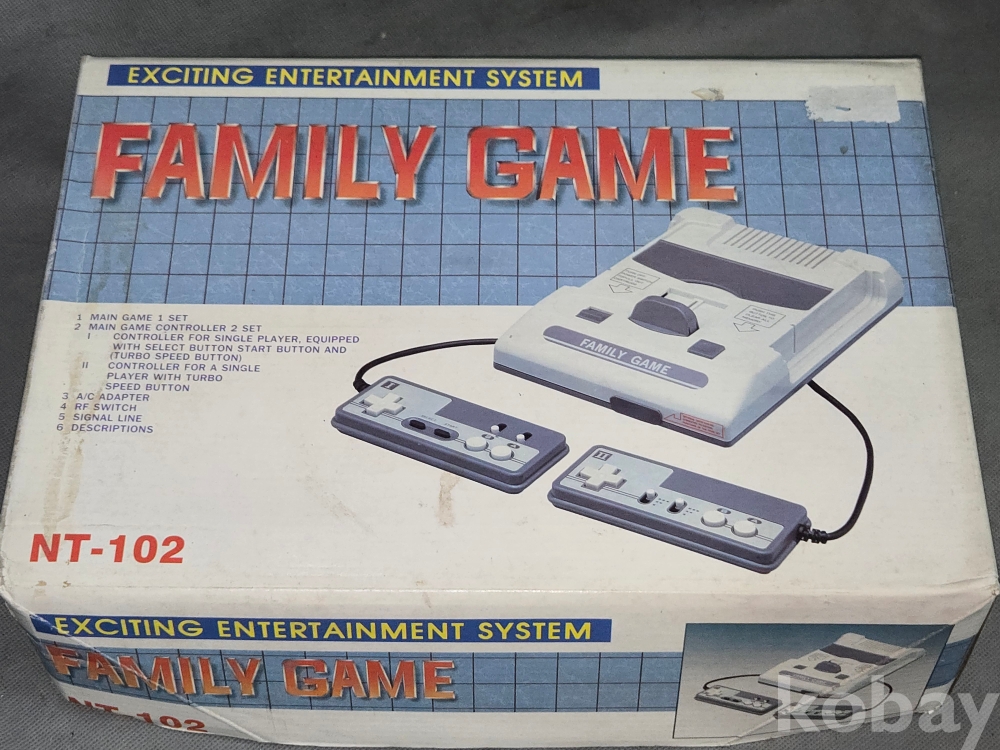 EXCITING ENTERTAINMENT SYSTEM
FAMILY GAME
1 MAIN GAME 1 SET
2 MAIN GAME CONTROLLER 2 SET
I CONTROLLER FOR SINGLE PLAYER, EQUIPPED
WITH SELECT BUTTON START BUTTON AND
(TURBO SPEED BUTTON)
II CONTROLLER FOR A SINGLE
PLAYER WITH TURBO
SPEED BUTTON
3 A/C ADAPTER
4 RF SWITCH
5 SIGNAL LINE
6 DESCRIPTIONS
FAMILY GAME
I
II
NT-102
EXCITING ENTERTAINMENT SYSTEM
FAMILY GAME
NT-102
kobay